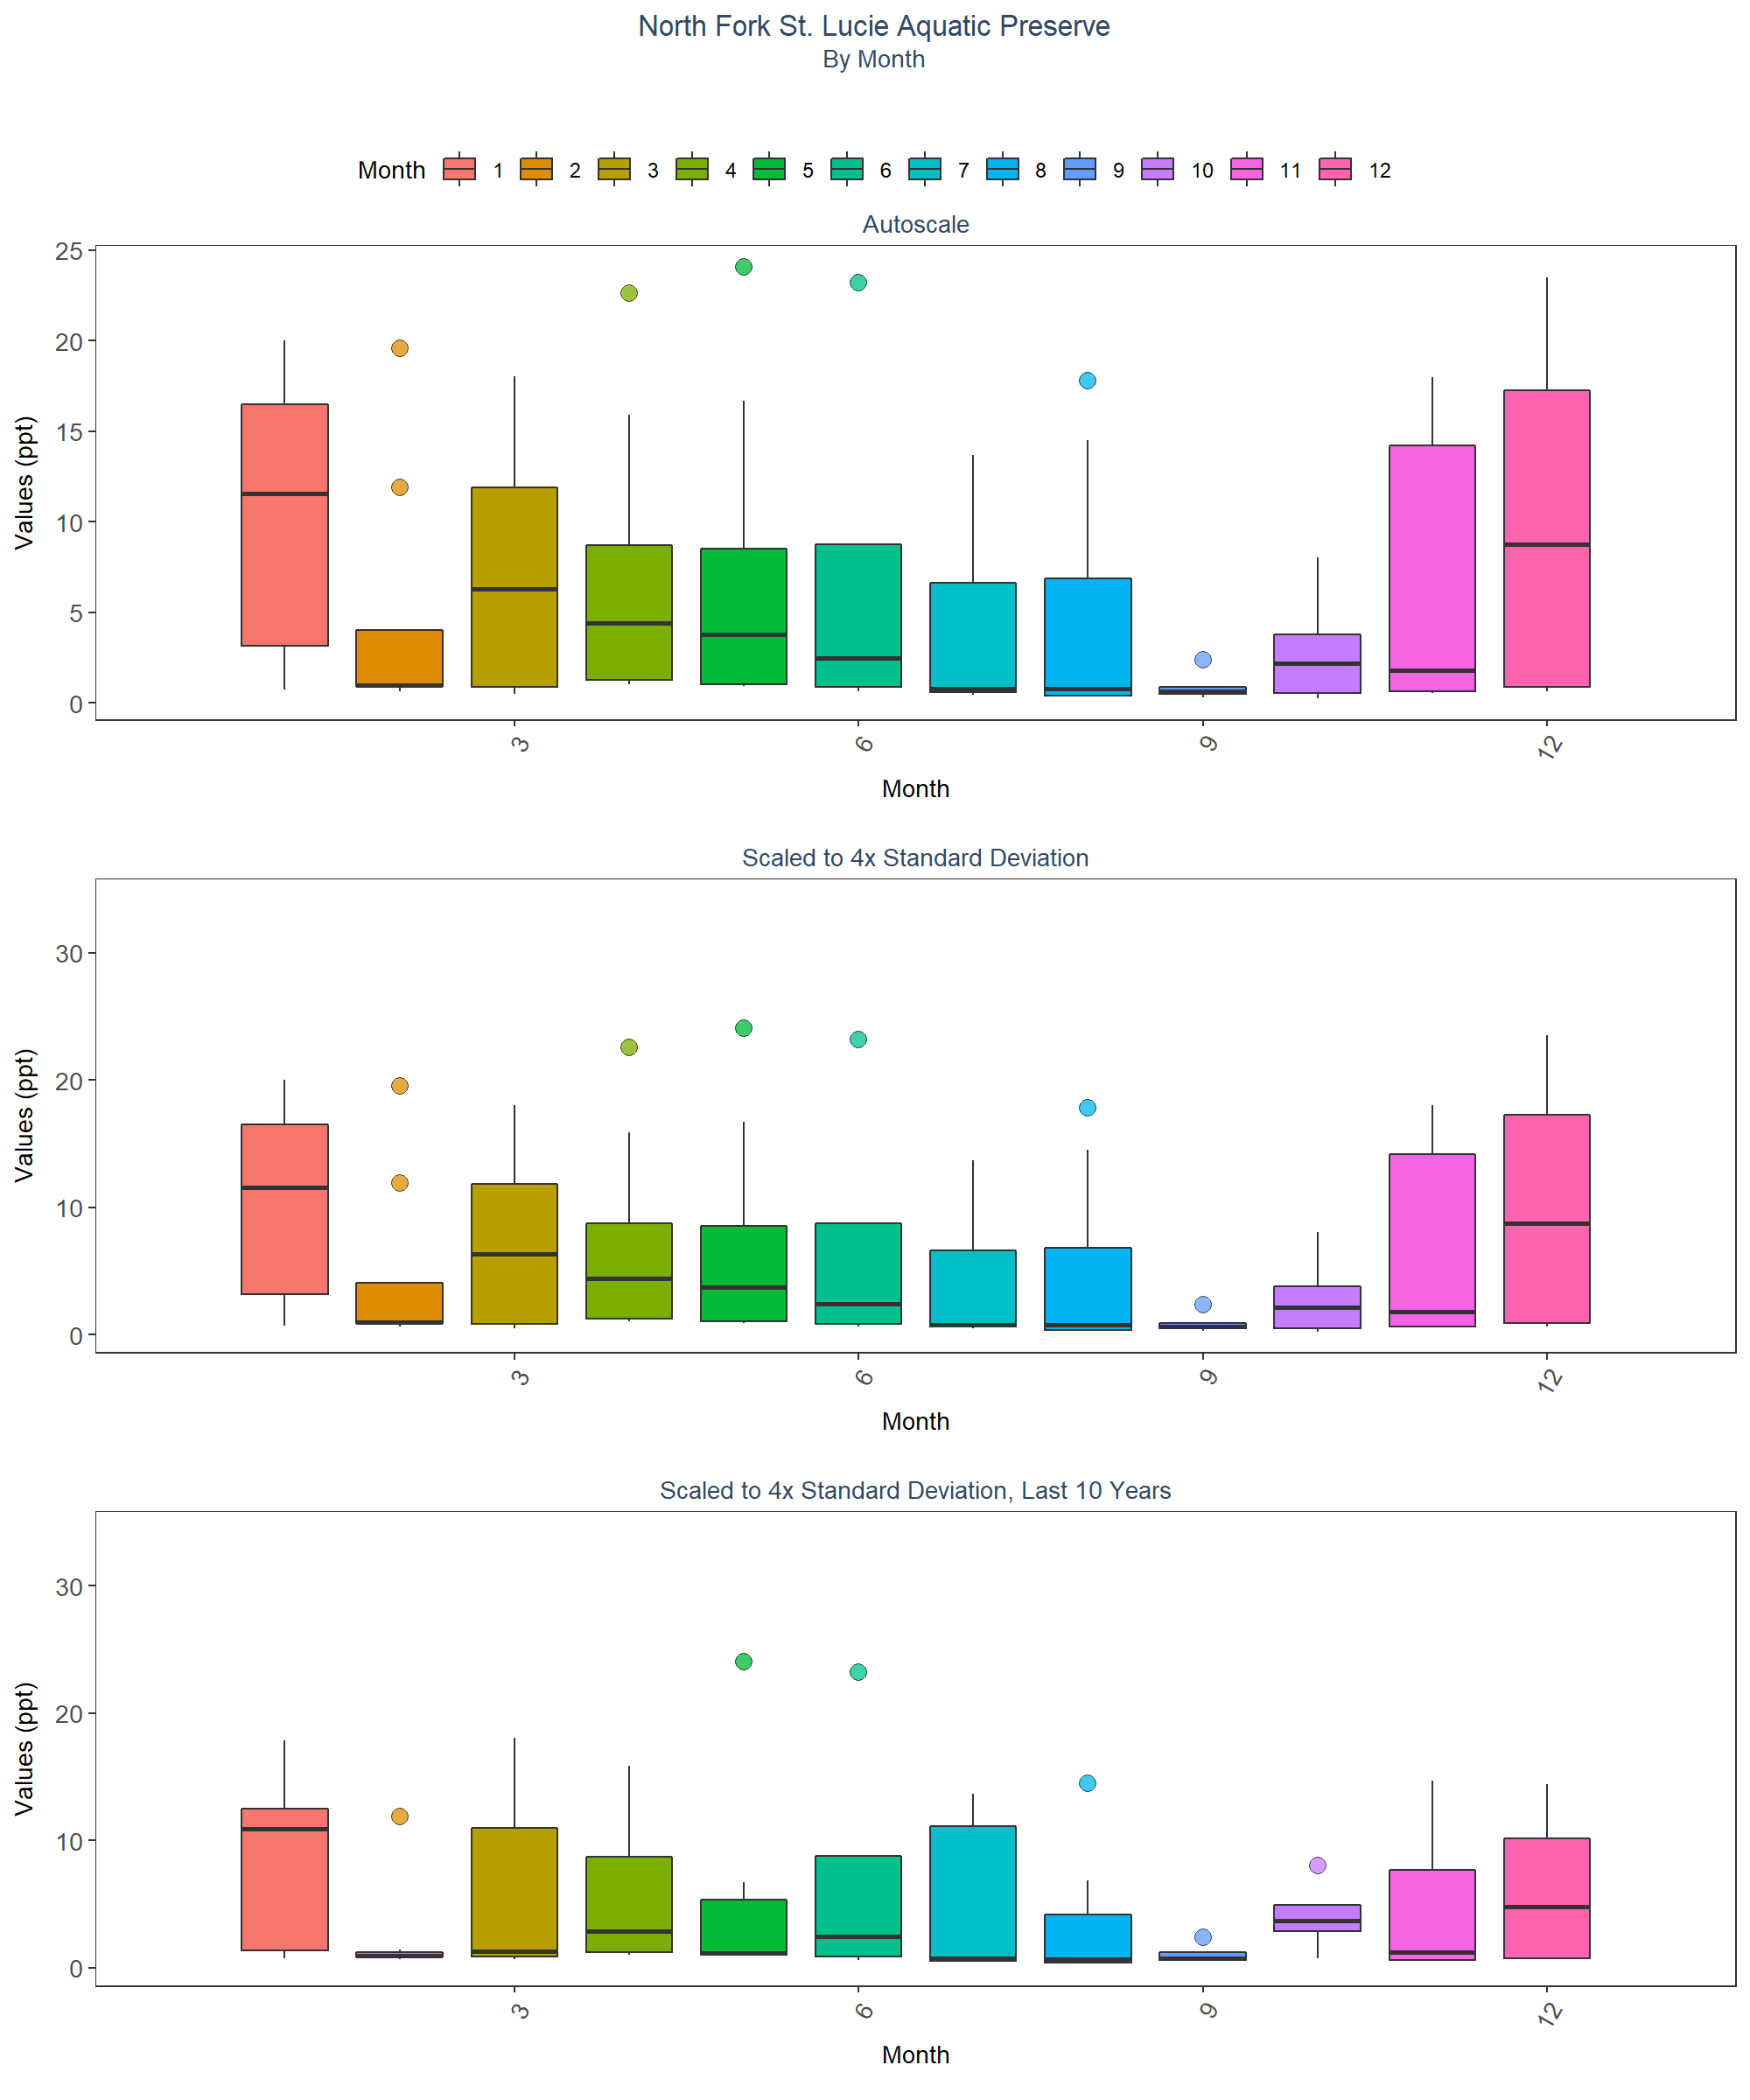 North Fork St. Lucie Aquatic Preserve
By Month
Month 1 2 3 4 5 6 7 8 9 10 11 12
Autoscale
25
20
15
10
5
0
Values (ppt)
3 6 9 12
Month
Scaled to 4x Standard Deviation
30
20
10
0
Values (ppt)
3 6 9 12
Month
Scaled to 4x Standard Deviation, Last 10 Years
30
20
10
0
Values (ppt)
3 6 9 12
Month